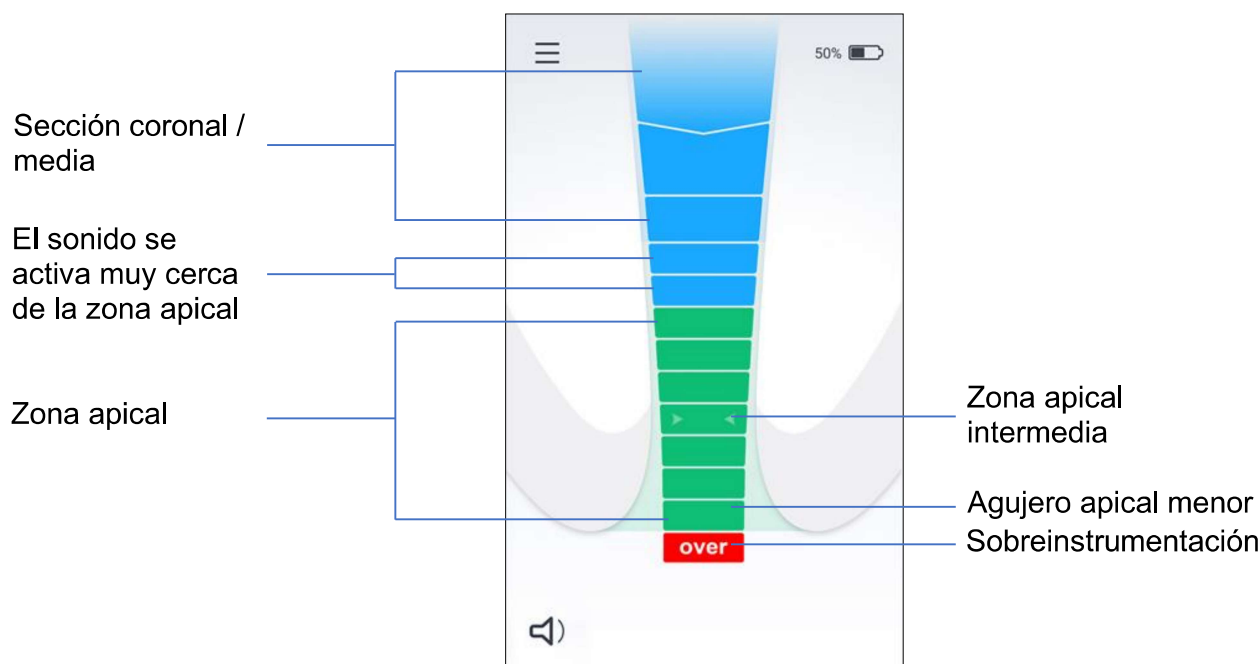 50%
Sección coronal /
media
El sonido se
activa muy cerca
de la zona apical
Zona apical
Zona apical
intermedia
Agujero apical menor
Sobreinstrumentación
over